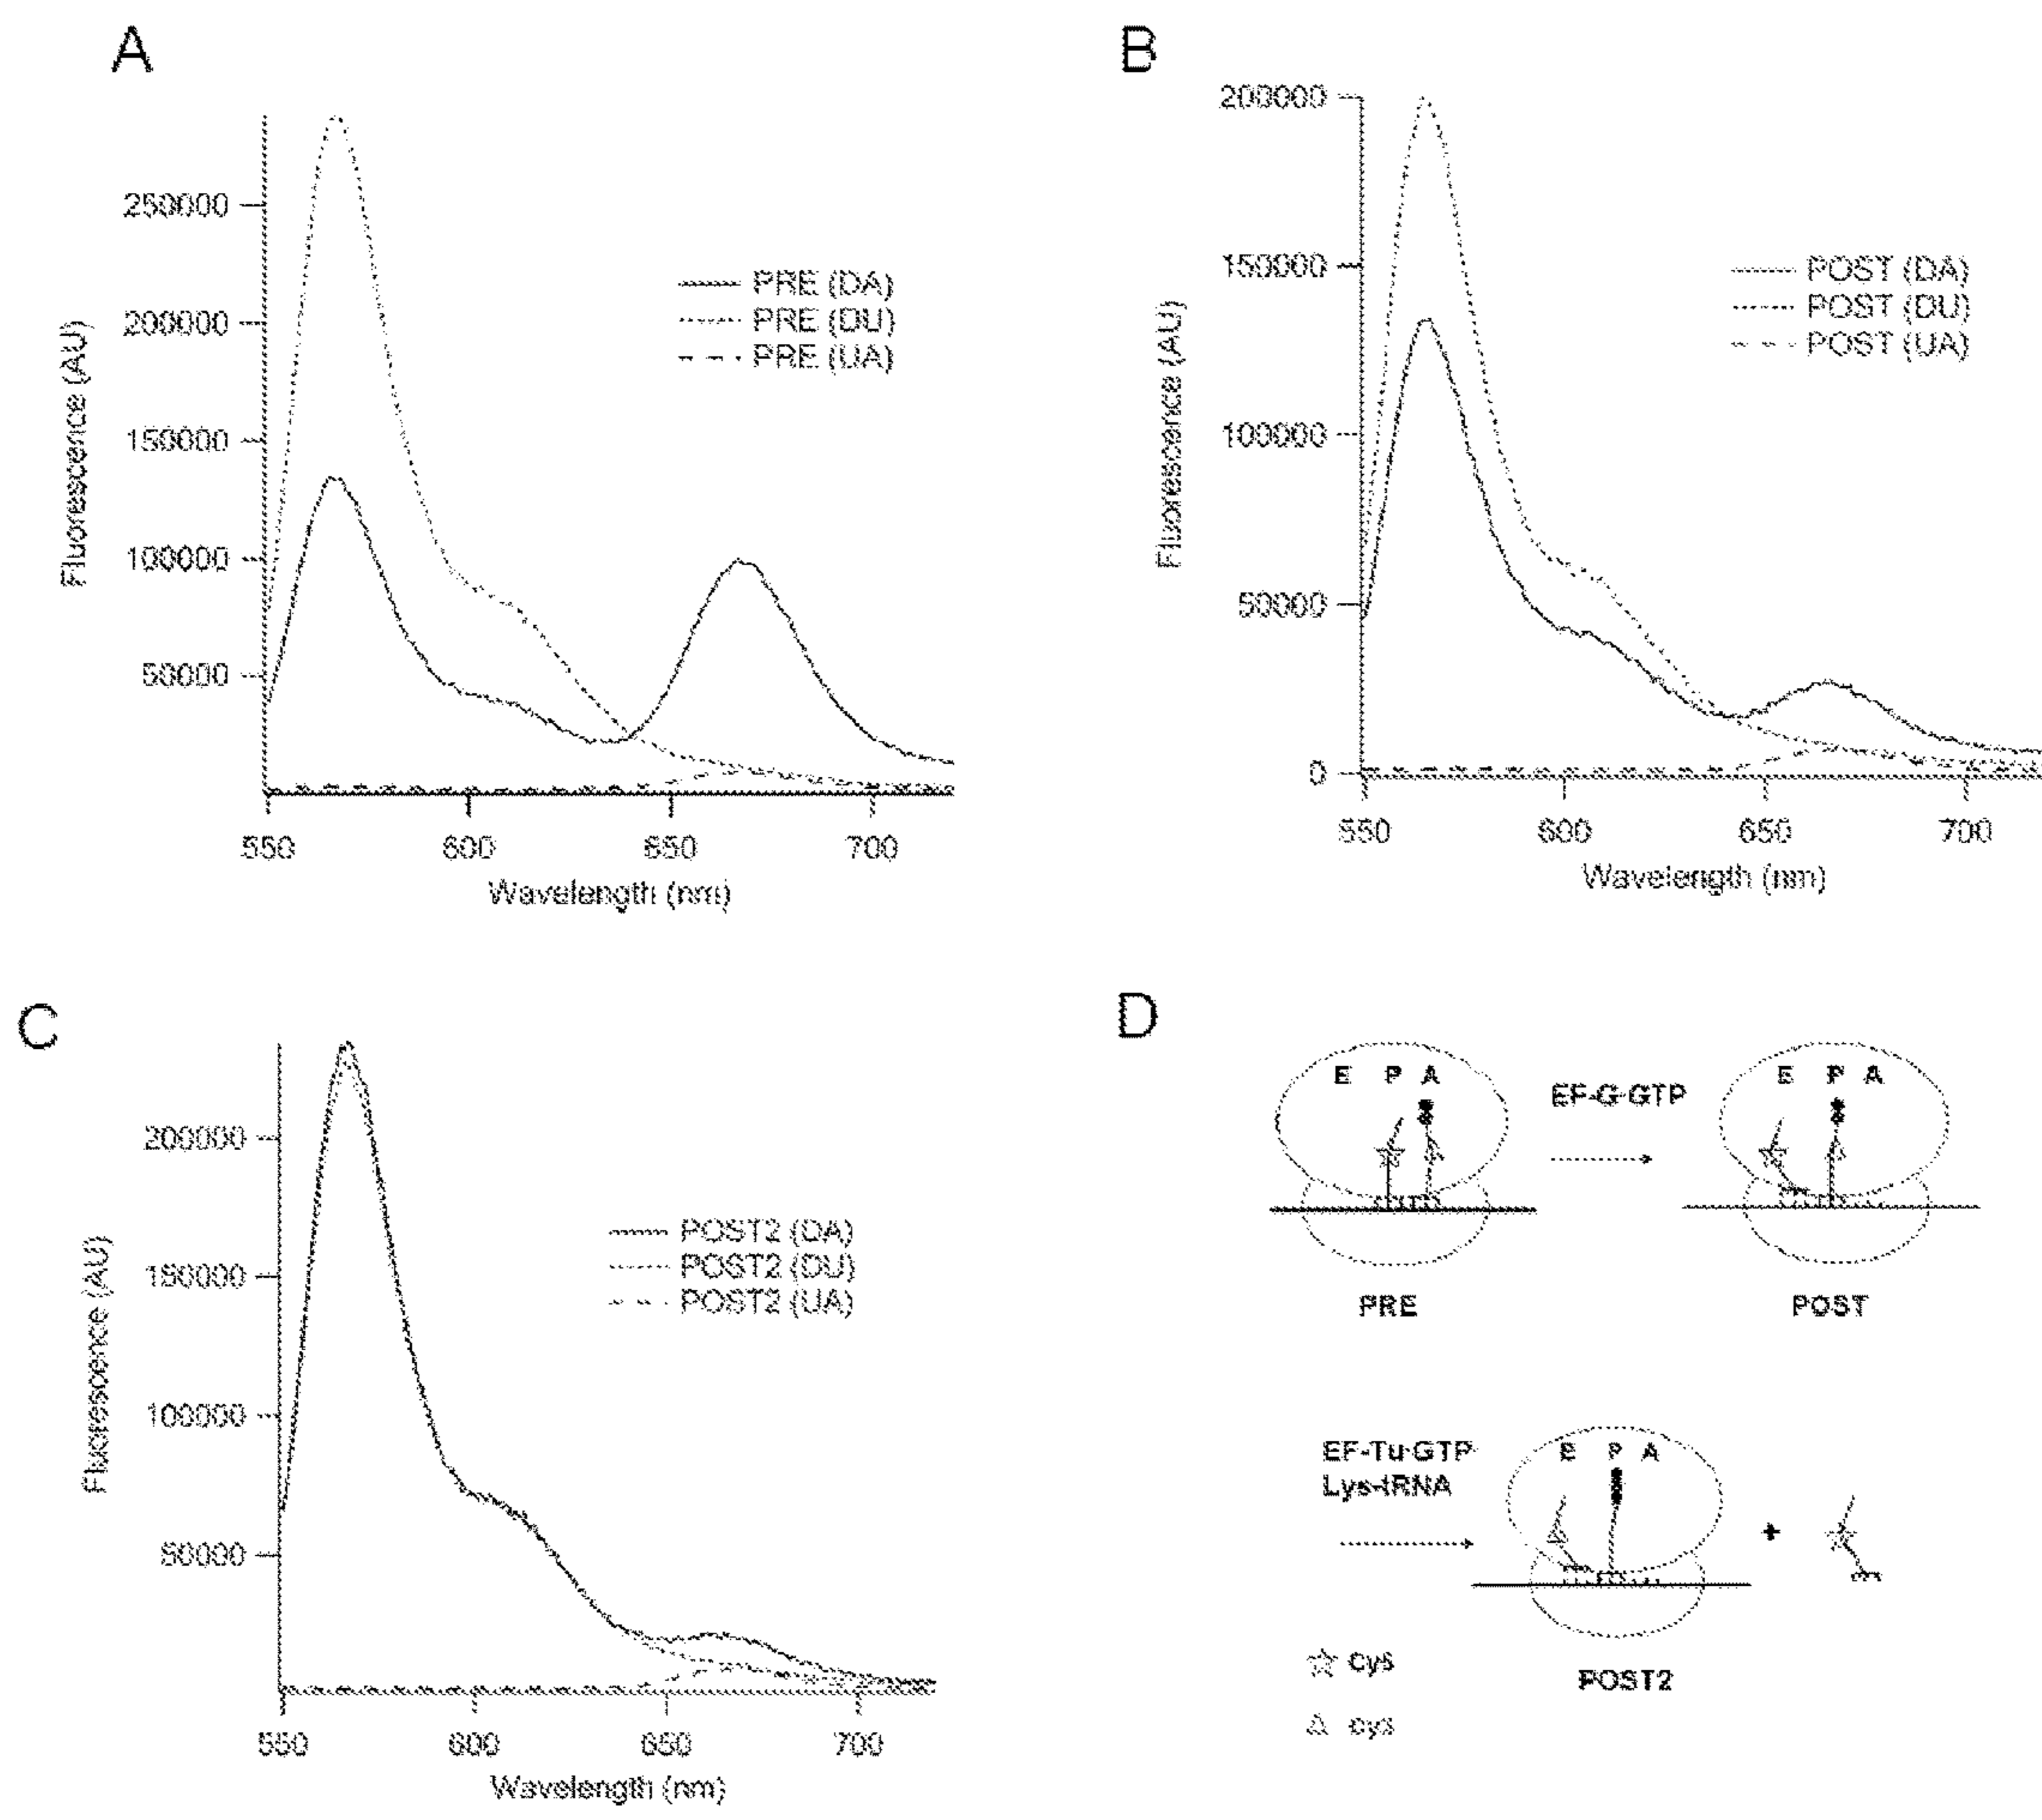 A
Fluorescence (AU)
250000
200000
150000
100000
50000
PRE (DA)
PRE (DU)
PRE (UA)
550 600 650 700
Wavelength (nm)
B
Fluorescence (AU)
200000
150000
100000
50000
0
POST (DA)
POST (DU)
POST (UA)
550 600 650 700
Wavelength (nm)
C
Fluorescence (AU)
200000
150000
100000
50000
POST2 (DA)
POST2 (DU)
POST2 (UA)
550 600 650 700
Wavelength (nm)
D
E P A
EF-G·GTP
E P A
PRE
POST
EF-Tu·GTP
Lys-tRNA
E P A
+
Cy5
POST2
cy3